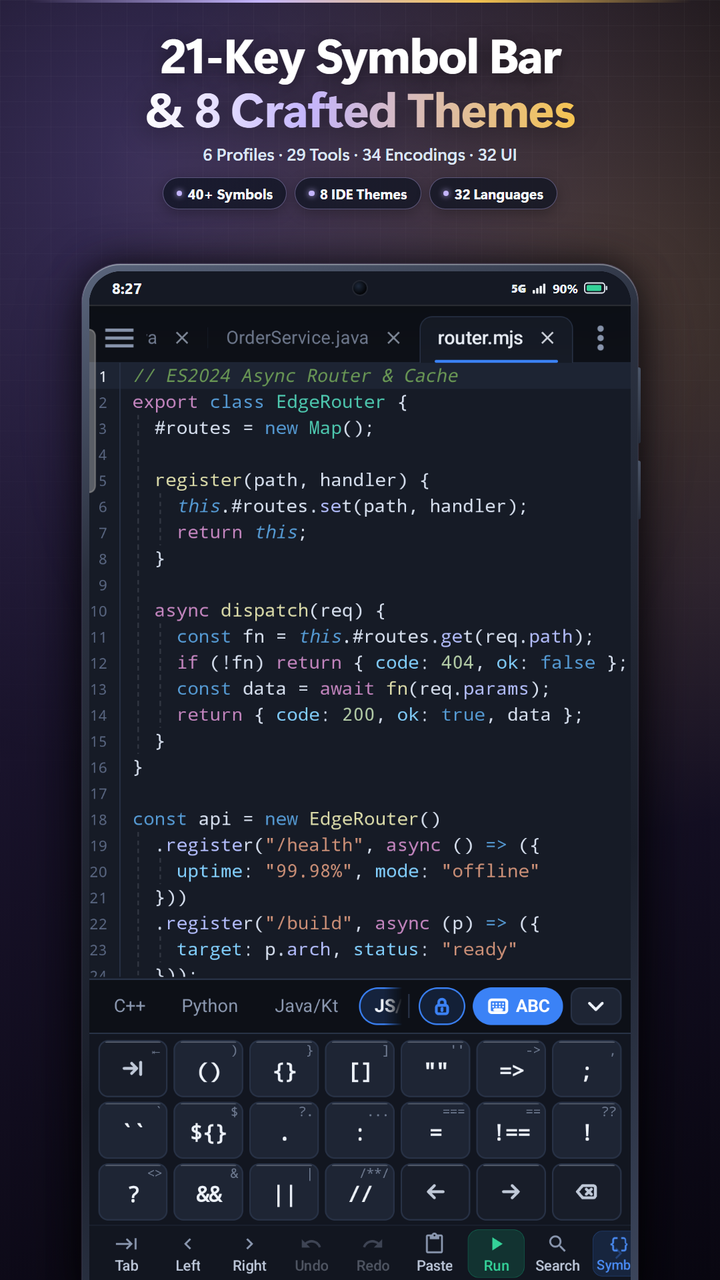 21-Key Symbol Bar
& 8 Crafted Themes
6 Profiles · 29 Tools · 34 Encodings · 32 UI
40+ Symbols
8 IDE Themes
32 Languages
8:27
5G
90%
a
OrderService.java
router.mjs
1 // ES2024 Async Router & Cache
2 export class EdgeRouter {
3 #routes = new Map();
4
5 register(path, handler) {
6 this.#routes.set(path, handler);
7 return this;
8 }
9
10 async dispatch(req) {
11 const fn = this.#routes.get(req.path);
12 if (!fn) return { code: 404, ok: false };
13 const data = await fn(req.params);
14 return { code: 200, ok: true, data };
15 }
16 }
17
18 const api = new EdgeRouter()
19 .register("/health", async () => ({
20 uptime: "99.98%", mode: "offline"
21 }))
22 .register("/build", async (p) => ({
23 target: p.arch, status: "ready"
24 }));
C++ Python Java/Kt JS/ ABC
← ) } ] '' -> ,
→| () {} [] "" => ;
` $ ?. ... === == ??
`` ${} . : = !== !
<> & | /**/
? && || // ← →
Tab Left Right Undo Redo Paste Run Search Symb